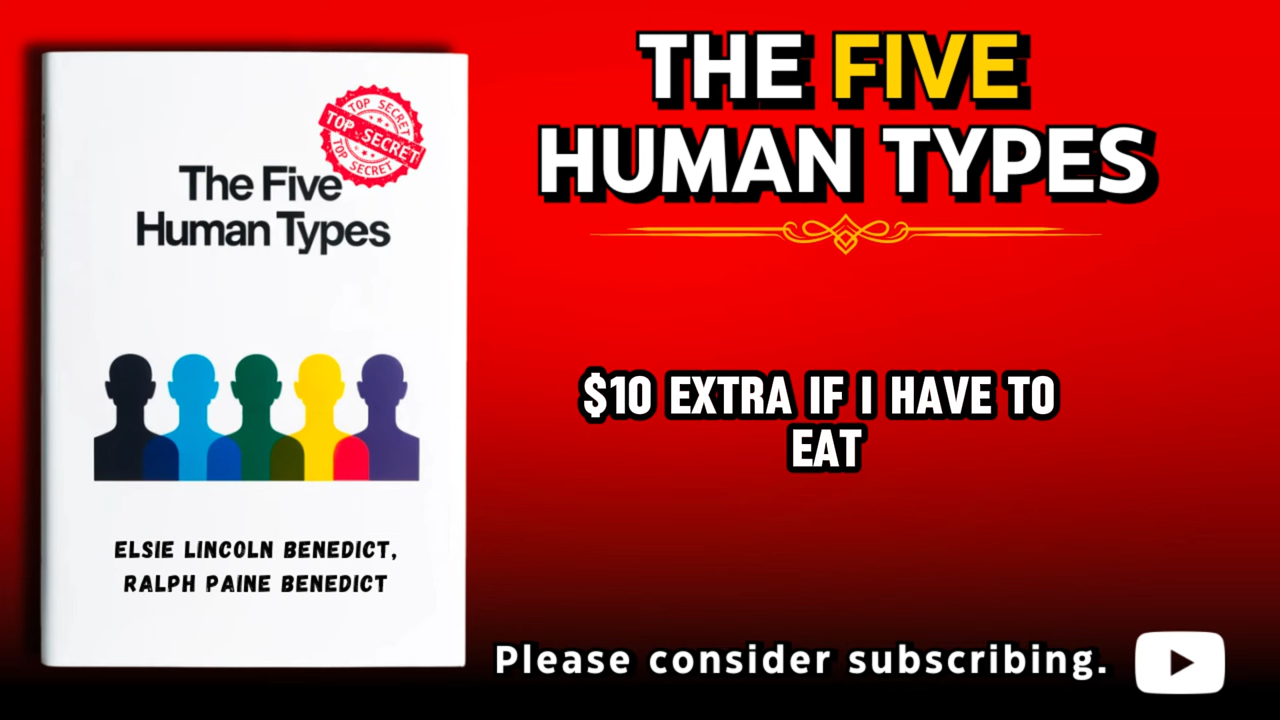 TOP SECRET
TOP SECRET
TOP SECRET
The Five
Human Types
ELSIE LINCOLN BENEDICT,
RALPH PAINE BENEDICT
THE FIVE
HUMAN TYPES
$10 EXTRA IF I HAVE TO
EAT
Please consider subscribing.